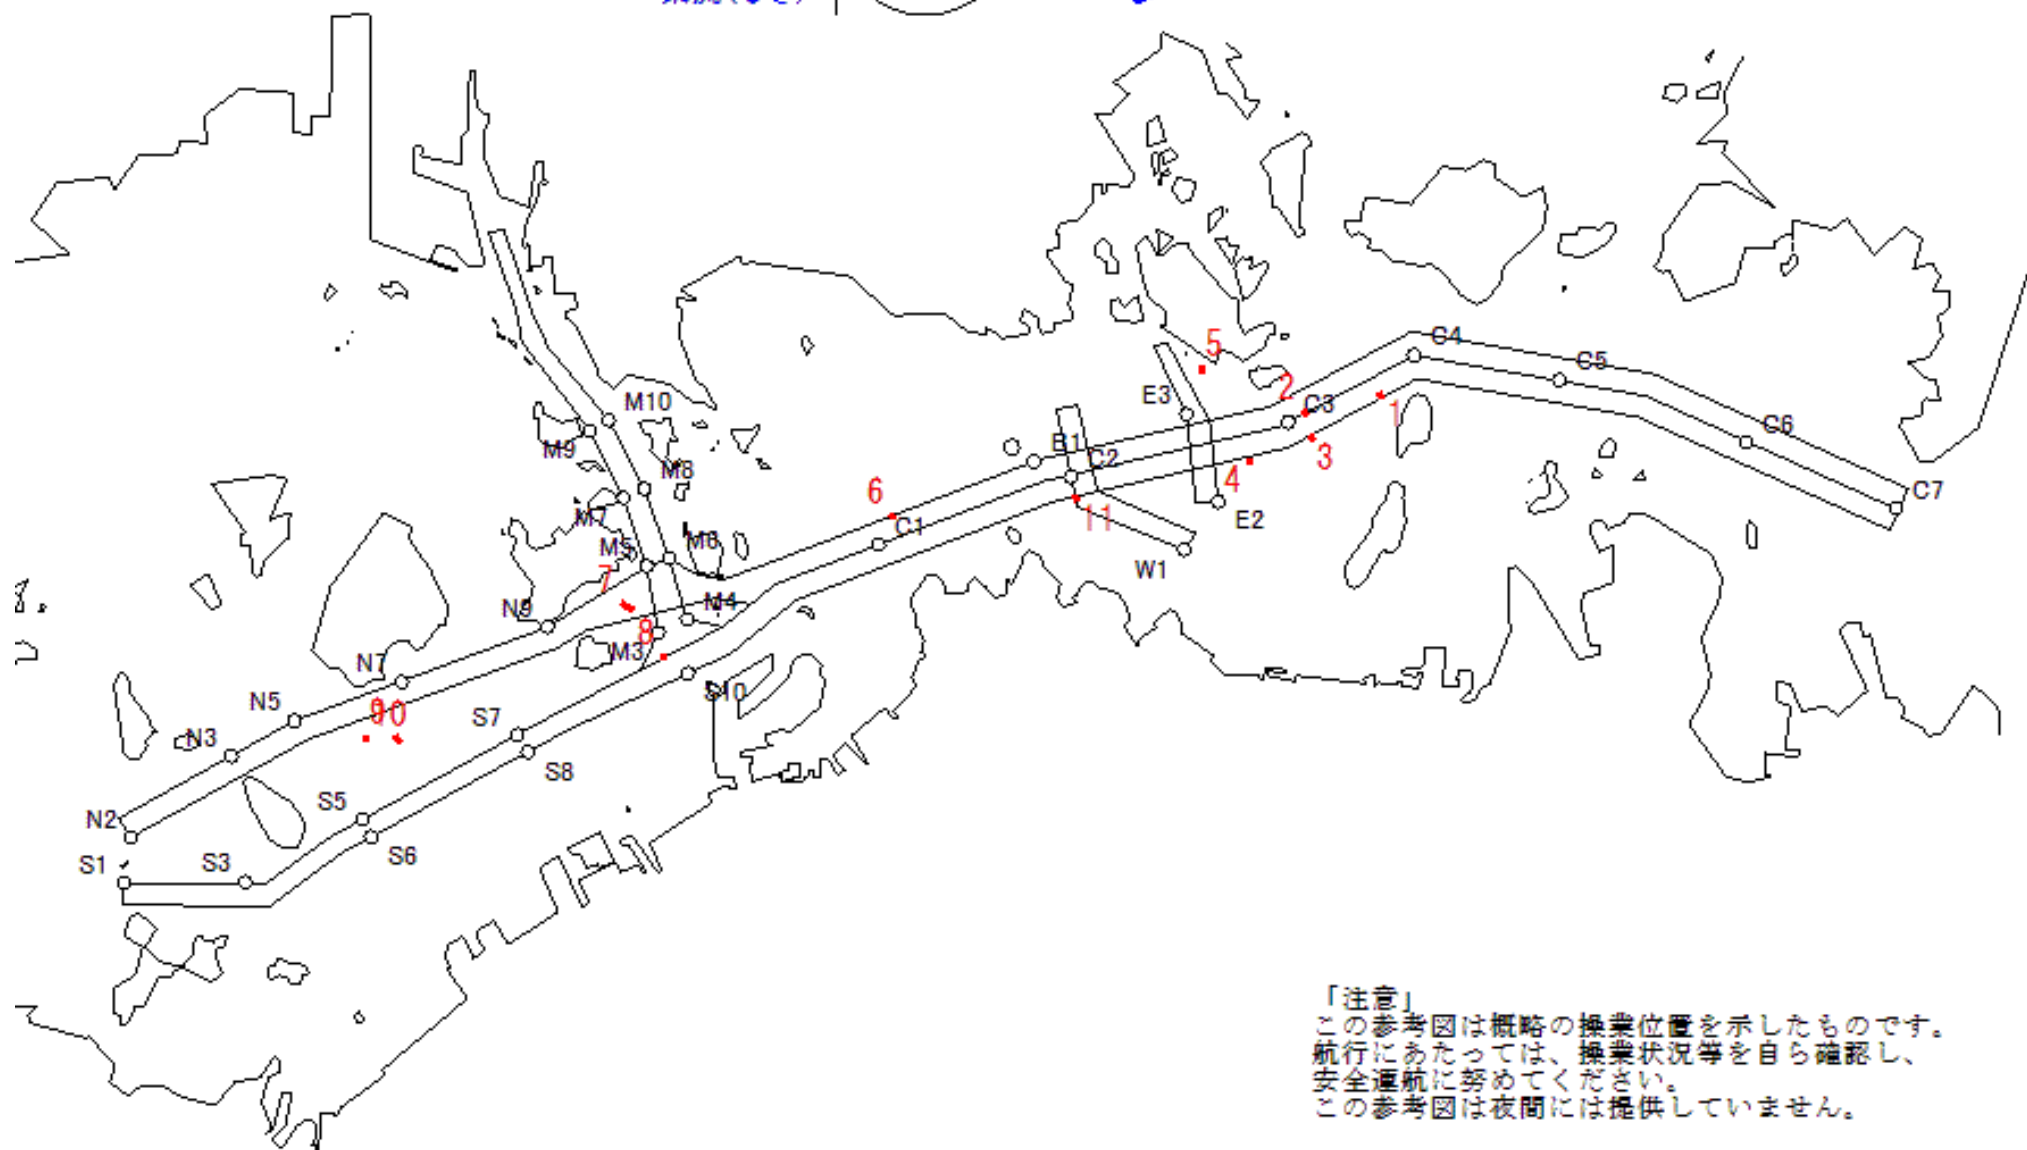 C4
C5
5
E3
2
C3
1
M10
C6
M9
B1
3
M8
C2
4
6
C7
M7
C1
11
E2
M5
M6
7
W1
N9
M4
8
M3
N7
S10
N5
9
10
S7
N3
S8
S5
N2
S6
S1
S3
「注意」
この参考図は概略の操業位置を示したものです。
航行にあたっては、操業状況等を自ら確認し、
安全運航に努めてください。
この参考図は夜間には提供していません。